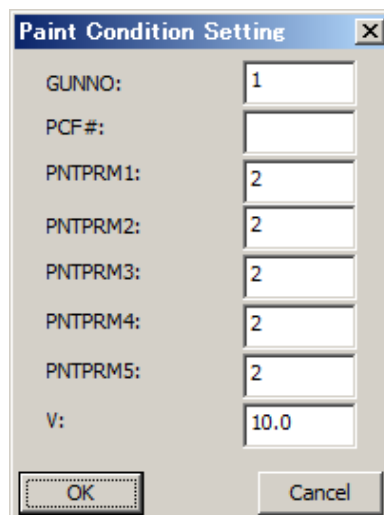 Paint Condition Setting
GUNNO: 1
PCF#:
PNTPRM1: 2
PNTPRM2: 2
PNTPRM3: 2
PNTPRM4: 2
PNTPRM5: 2
V: 10.0
OK Cancel